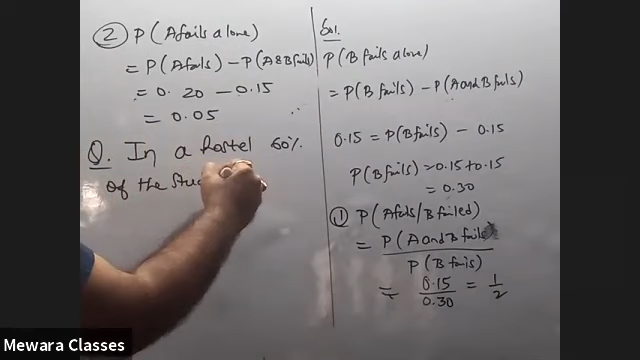 ② P(A fails alone)
= P(A fails) - P(A & B fails)
= 0.20 - 0.15
= 0.05
Q. In a hostel 60%
of the Stu
Sol.
P(B fails alone)
= P(B fails) - P(A and B fails)
0.15 = P(B fails) - 0.15
P(B fails) = 0.15 + 0.15
= 0.30
① P(A fails/B failed)
= P(A and B fails)
P(B fails)
= 0.15 = 1
0.30 2
Mewara Classes